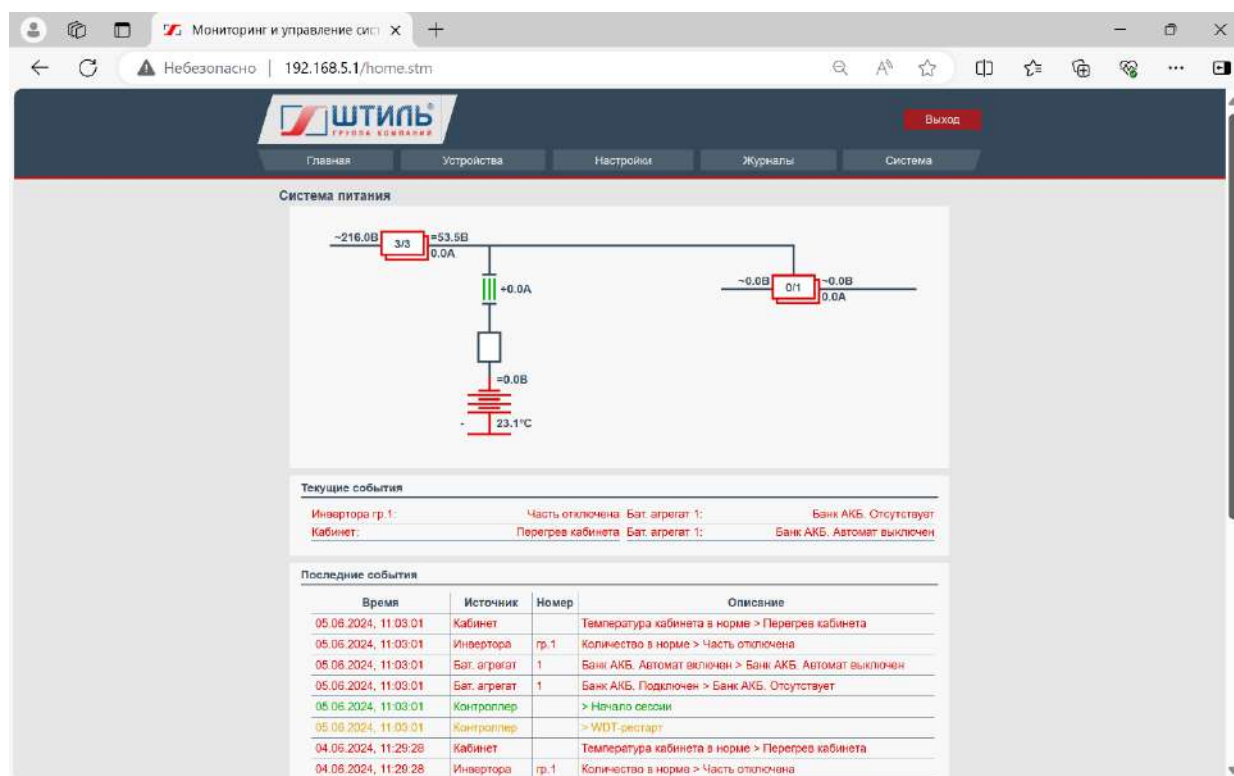 Мониторинг и управление сис
Небезопасно | 192.168.5.1/home.stm
ШТИЛЬ®
ГРУППА КОМПАНИЙ
Выход
Главная Устройства Настройки Журналы Система
Система питания
~216.0В 3/3 =53.5В
0.0А
+0.0А
~0.0В 0/1 ~0.0В
0.0А
=0.0В
- 23.1°C
Текущие события
Инвертора гр.1: Часть отключена Бат. агрегат 1: Банк АКБ. Отсутствует
Кабинет: Перегрев кабинета Бат. агрегат 1: Банк АКБ. Автомат выключен
Последние события
Время Источник Номер Описание
05.06.2024, 11:03:01 Кабинет Температура кабинета в норме > Перегрев кабинета
05.06.2024, 11:03:01 Инвертора гр.1 Количество в норме > Часть отключена
05.06.2024, 11:03:01 Бат. агрегат 1 Банк АКБ. Автомат включен > Банк АКБ. Автомат выключен
05.06.2024, 11:03:01 Бат. агрегат 1 Банк АКБ. Подключен > Банк АКБ. Отсутствует
05.06.2024, 11:03:01 Контроллер > Начало сессии
05.06.2024, 11:03:01 Контроллер > WDT-рестарт
04.06.2024, 11:29:28 Кабинет Температура кабинета в норме > Перегрев кабинета
04.06.2024, 11:29:28 Инвертора гр.1 Количество в норме > Часть отключена